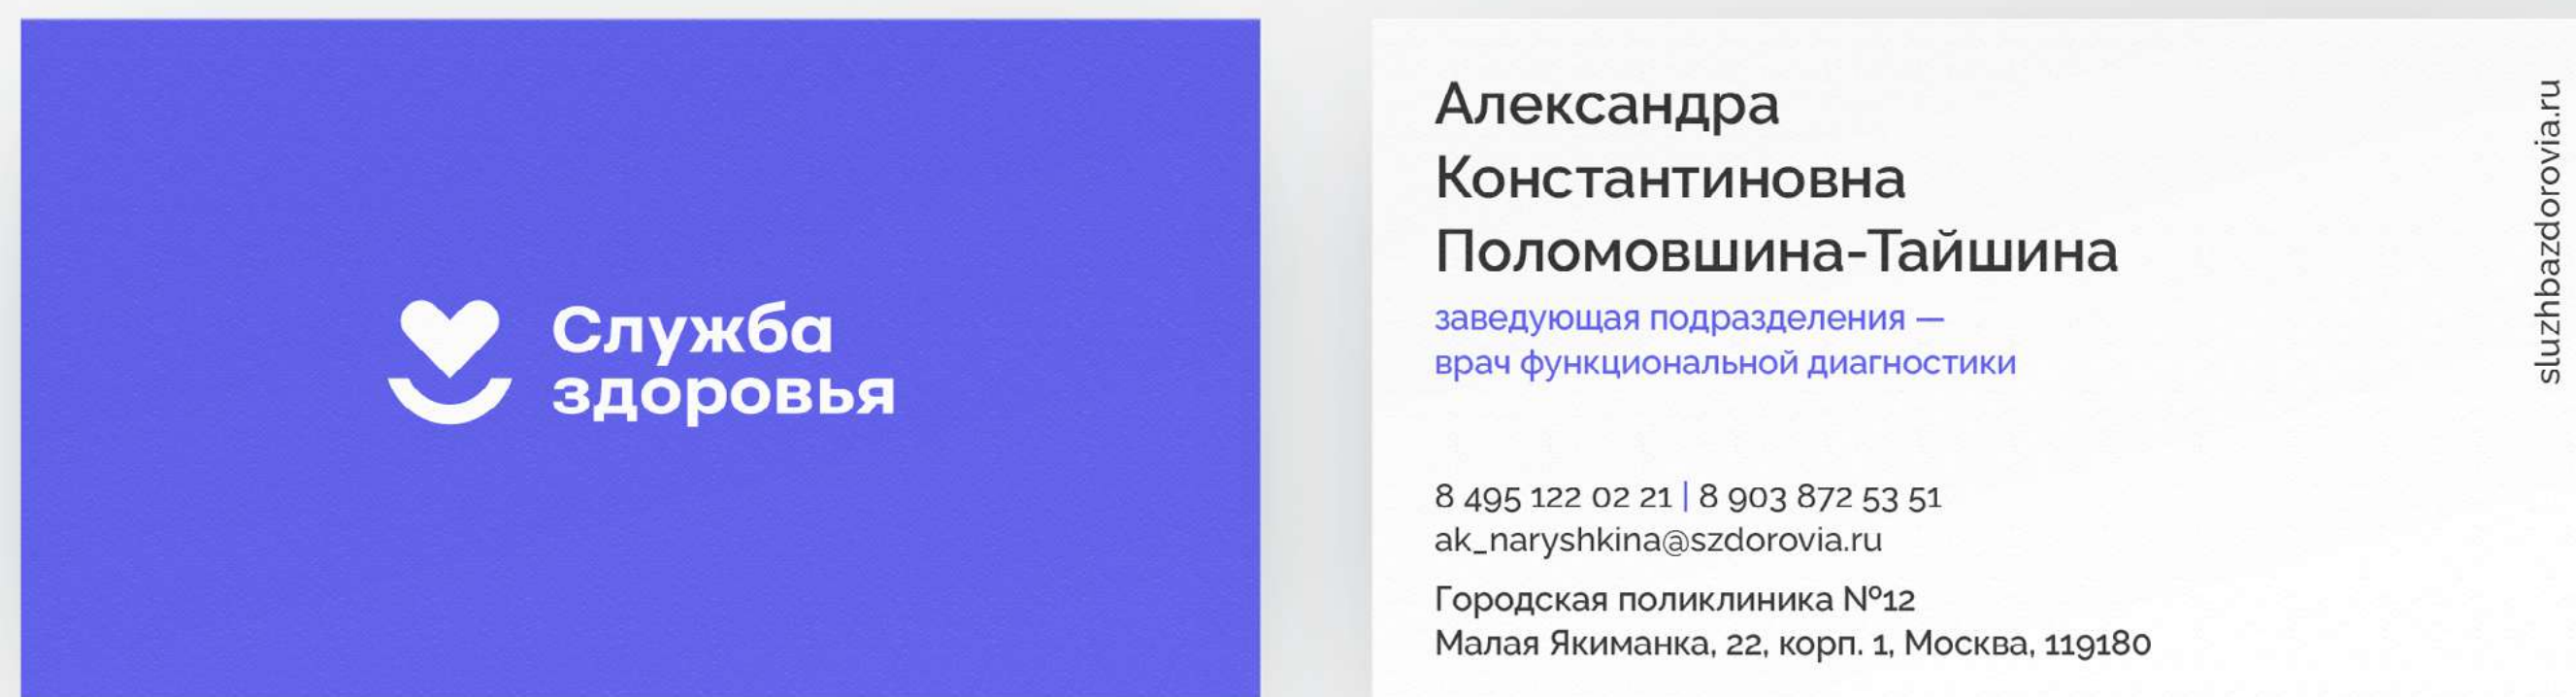 Служба
здоровья
Александра
Константиновна
Поломовшина-Тайшина
заведующая подразделения —
врач функциональной диагностики
8 495 122 02 21 | 8 903 872 53 51
ak_naryshkina@szdorovia.ru
Городская поликлиника №12
Малая Якиманка, 22, корп. 1, Москва, 119180
sluzhbazdorovia.ru